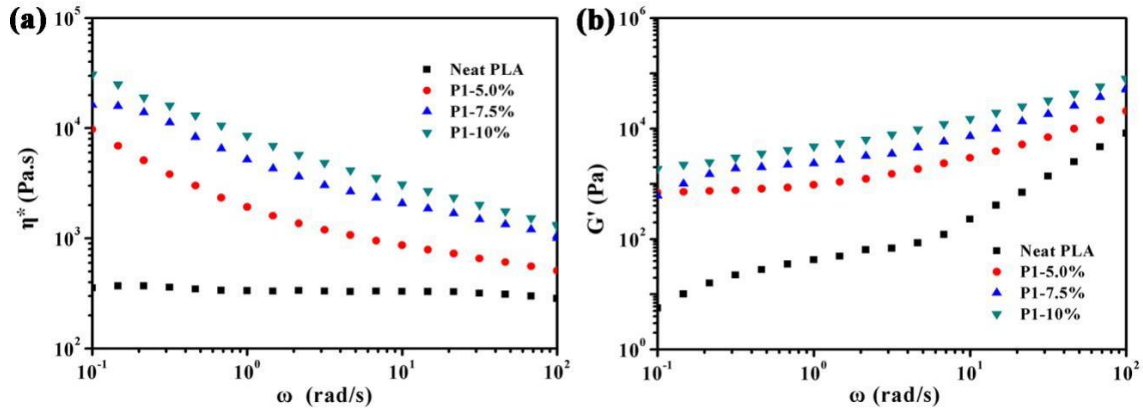 (a)
10^5
10^4
10^3
10^2
η* (Pa.s)
Neat PLA
P1-5.0%
P1-7.5%
P1-10%
10^-1
10^0
10^1
10^2
ω (rad/s)
(b)
10^6
10^4
10^2
10^0
G' (Pa)
Neat PLA
P1-5.0%
P1-7.5%
P1-10%
10^-1
10^0
10^1
10^2
ω (rad/s)